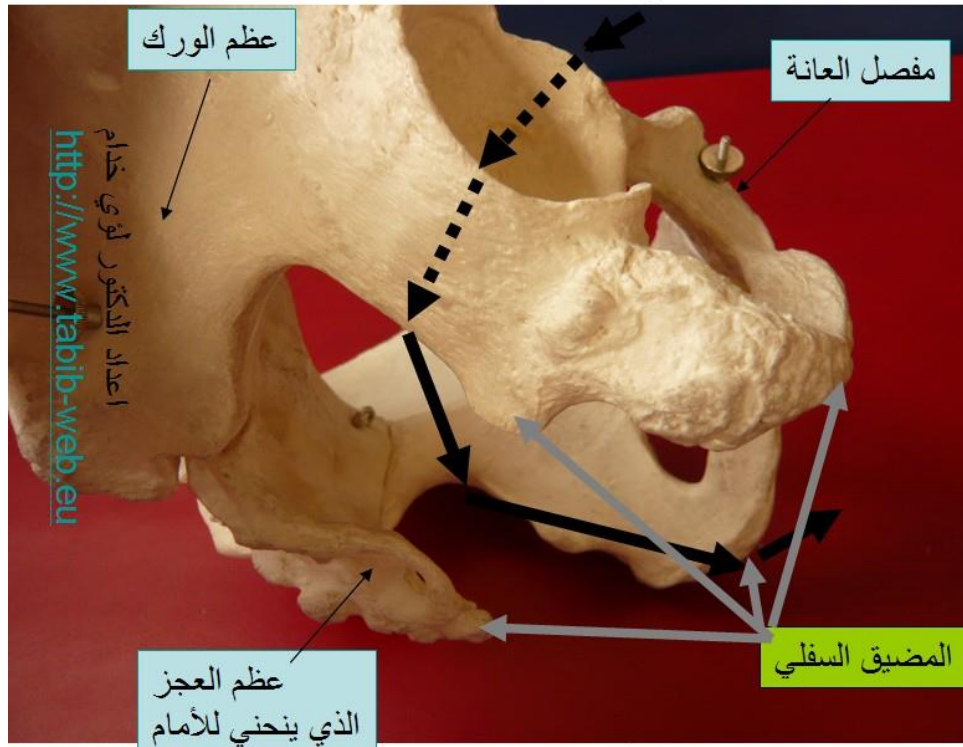 عظم الورك
مفصل العانة
اعداد الدكتور لؤي خدام
http://www.tabib-web.eu
المضيق السفلي
عظم العجز
الذي ينحني للأمام